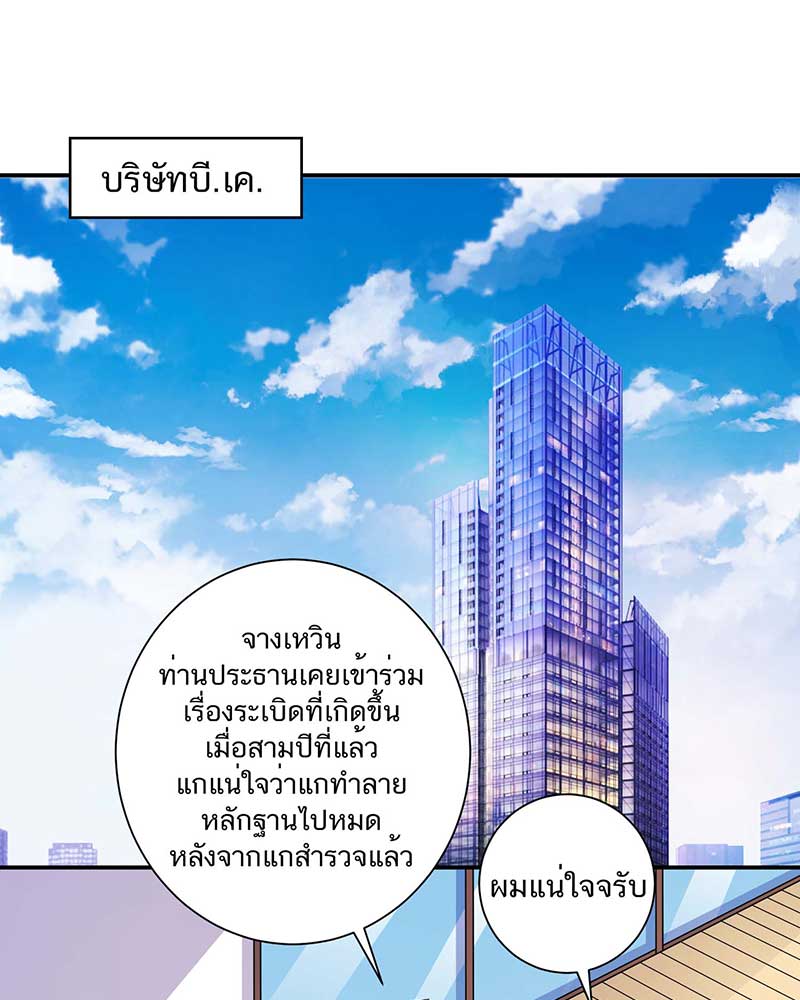 บริษัทบี.เค.
จางเหวิน
ท่านประธานเคยเข้าร่วม
เรื่องระเบิดที่เกิดขึ้น
เมื่อสามปีที่แล้ว
แกแน่ใจว่าแกทำลาย
หลักฐานไปหมด
หลังจากแกสำรวจแล้ว
ผมแน่ใจจรับ